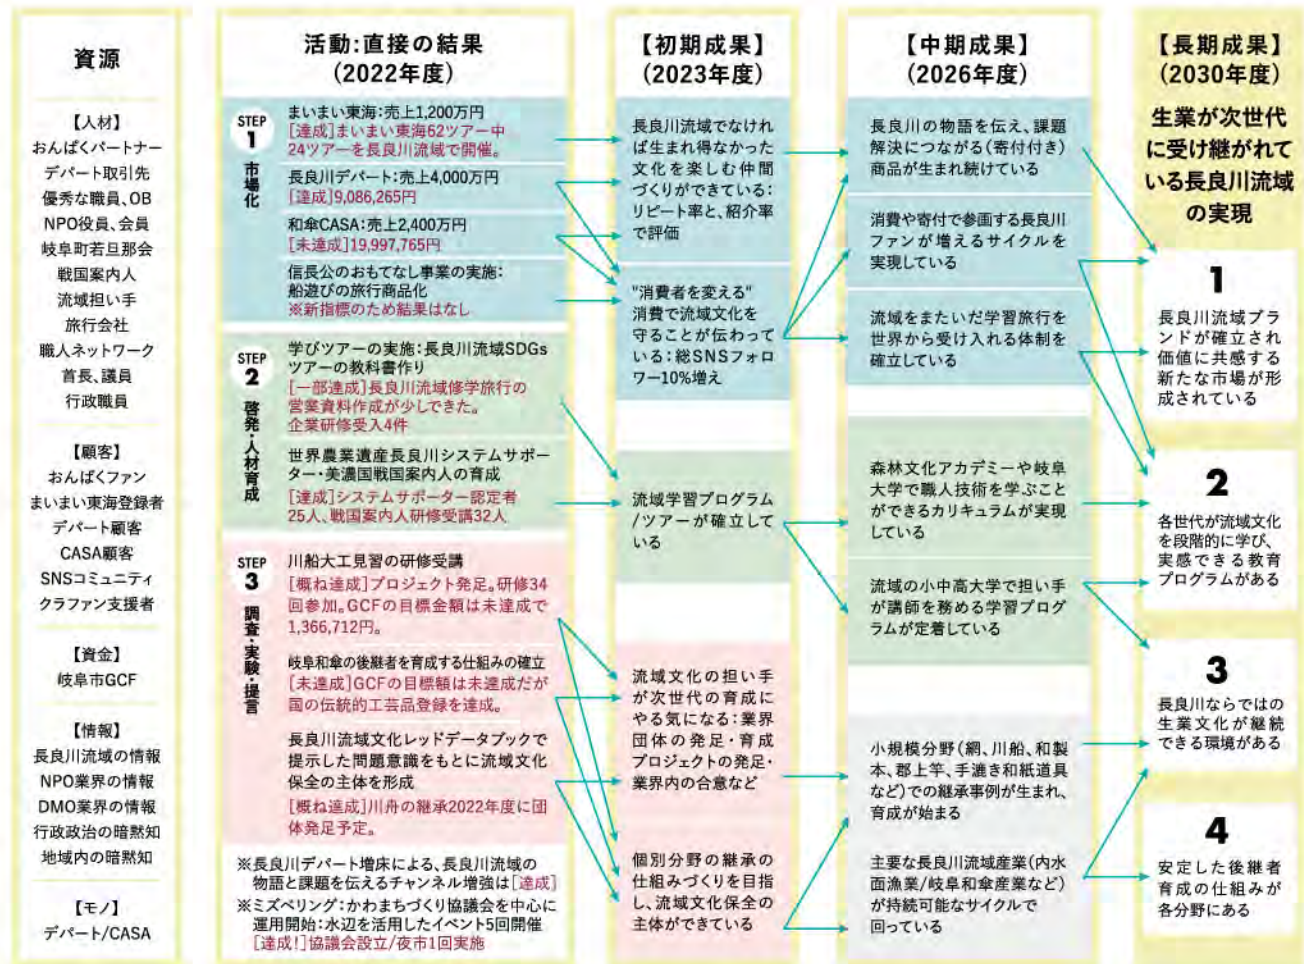 資源
【人材】
おんぱくパートナー
デパート取引先
優秀な職員、OB
NPO役員、会員
岐阜町若旦那会
戦国案内人
流域担い手
旅行会社
職人ネットワーク
首長、議員
行政職員
【顧客】
おんぱくファン
まいまい東海登録者
デパート顧客
CASA顧客
SNSコミュニティ
クラファン支援者
【資金】
岐阜市GCF
【情報】
長良川流域の情報
NPO業界の情報
DMO業界の情報
行政政治の暗黙知
地域内の暗黙知
【モノ】
デパート/CASA
活動:直接の結果
(2022年度)
STEP
1
市場化
まいまい東海:売上1,200万円
[達成]まいまい東海62ツアー中
24ツアーを長良川流域で開催。
長良川デパート:売上4,000万円
[達成]9,086,265円
和傘CASA:売上2,400万円
[未達成]19,997,765円
信長公のおもてなし事業の実施:
船遊びの旅行商品化
※新指標のため結果はなし
STEP
2
啓発・人材育成
学びツアーの実施:長良川流域SDGs
ツアーの教科書作り
[一部達成]長良川流域修学旅行の
営業資料作成が少しできた。
企業研修受入4件
世界農業遺産長良川システムサポー
ター・美濃国戦国案内人の育成
[達成]システムサポーター認定者
25人、戦国案内人研修受講32人
STEP
3
調査・実験・提言
川船大工見習の研修受講
[概ね達成]プロジェクト発足。研修34
回参加。GCFの目標金額は未達成で
1,366,712円。
岐阜和傘の後継者を育成する仕組みの確立
[未達成]GCFの目標額は未達成だが
国の伝統的工芸品登録を達成。
長良川流域文化レッドデータブックで
提示した問題意識をもとに流域文化
保全の主体を形成
[概ね達成]川舟の継承2022年度に団
体発足予定。
※長良川デパート増床による、長良川流域の
物語と課題を伝えるチャンネル増強は[達成]
※ミズベリング:かわまちづくり協議会を中心に
運用開始:水辺を活用したイベント5回開催
[達成!]協議会設立/夜市1回実施
【初期成果】
(2023年度)
長良川流域でなけれ
ば生まれ得なかった
文化を楽しむ仲間
づくりができている:
リピート率と、紹介率
で評価
"消費者を変える"
消費で流域文化を
守ることが伝わって
いる:総SNSフォロ
ワー10%増え
流域学習プログラム
/ツアーが確立して
いる
流域文化の担い手
が次世代の育成に
やる気になる:業界
団体の発足・育成
プロジェクトの発足・
業界内の合意など
個別分野の継承の
仕組みづくりを目指
し、流域文化保全の
主体ができている
【中期成果】
(2026年度)
長良川の物語を伝え、課題
解決につながる(寄付付き)
商品が生まれ続けている
消費や寄付で参画する長良川
ファンが増えるサイクルを
実現している
流域をまたいだ学習旅行を
世界から受け入れる体制を
確立している
森林文化アカデミーや岐阜
大学で職人技術を学ぶこと
ができるカリキュラムが実現
している
流域の小中高大学で担い手
が講師を務める学習プログ
ラムが定着している
小規模分野(網、川船、和製
本、郡上竿、手漉き和紙道具
など)での継承事例が生まれ、
育成が始まる
主要な長良川流域産業(内水
面漁業/岐阜和傘産業など)
が持続可能なサイクルで
回っている
【長期成果】
(2030年度)
生業が次世代
に受け継がれて
いる長良川流域
の実現
1
長良川流域ブラ
ンドが確立され
価値に共感する
新たな市場が形
成されている
2
各世代が流域文化
を段階的に学び、
実感できる教育
プログラムがある
3
長良川ならではの
生業文化が継続
できる環境がある
4
安定した後継者
育成の仕組みが
各分野にある